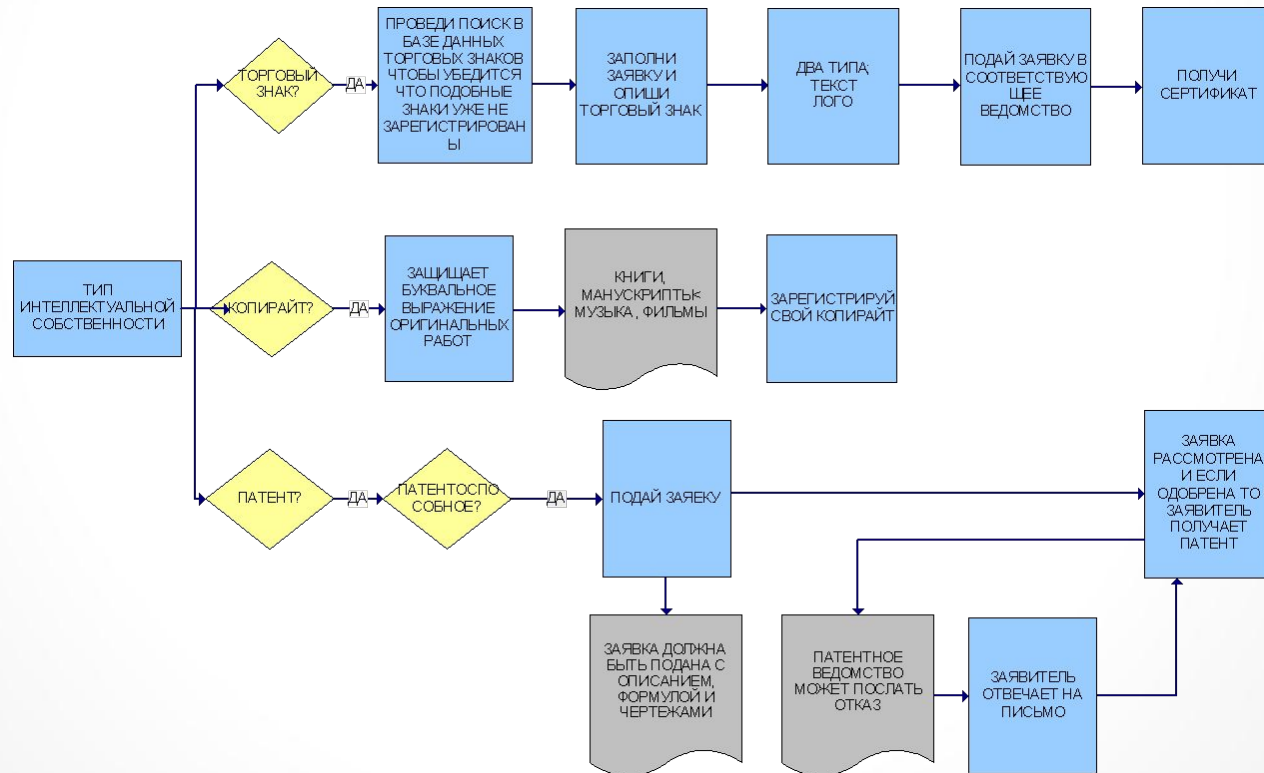 ТОРГОВЫЙ
ЗНАК?
ДА
ПРОВЕДИ ПОИСК В
БАЗЕ ДАННЫХ
ТОРГОВЫХ ЗНАКОВ
ЧТОБЫ УБЕДИТСЯ
ЧТО ПОДОБНЫЕ
ЗНАКИ УЖЕ НЕ
ЗАРЕГИСТРИРОВАН
Ы
ЗАПОЛНИ
ЗАЯВКУ И
ОПИШИ
ТОРГОВЫЙ ЗНАК
ДВА ТИПА;
ТЕКСТ
ЛОГО
ПОДАЙ ЗАЯВКУ В
СООТВЕТСТВУЮ
ЩЕЕ
ВЕДОМСТВО
ПОЛУЧИ
СЕРТИФИКАТ
ТИП
ИНТЕЛЛЕКТУАЛЬНОЙ
СОБСТВЕННОСТИ
КОПИРАЙТ?
ДА
ЗАЩИЩАЕТ
БУКВАЛЬНОЕ
ВЫРАЖЕНИЕ
ОРИГИНАЛЬНЫХ
РАБОТ
КНИГИ,
МАНУСКРИПТЫ<
МУЗЫКА, ФИЛЬМЫ
ЗАРЕГИСТРИРУЙ
СВОЙ КОПИРАЙТ
ПАТЕНТ?
ДА
ПАТЕНТОСПО
СОБНОЕ?
ДА
ПОДАЙ ЗАЯЕКУ
ЗАЯВКА
РАССМОТРЕНА
И ЕСЛИ
ОДОБРЕНА ТО
ЗАЯВИТЕЛЬ
ПОЛУЧАЕТ
ПАТЕНТ
ЗАЯВКА ДОЛЖНА
БЫТЬ ПОДАНА С
ОПИСАНИЕМ,
ФОРМУЛОЙ И
ЧЕРТЕЖАМИ
ПАТЕНТНОЕ
ВЕДОМСТВО
МОЖЕТ ПОСЛАТЬ
ОТКАЗ
ЗАЯВИТЕЛЬ
ОТВЕЧАЕТ НА
ПИСЬМО